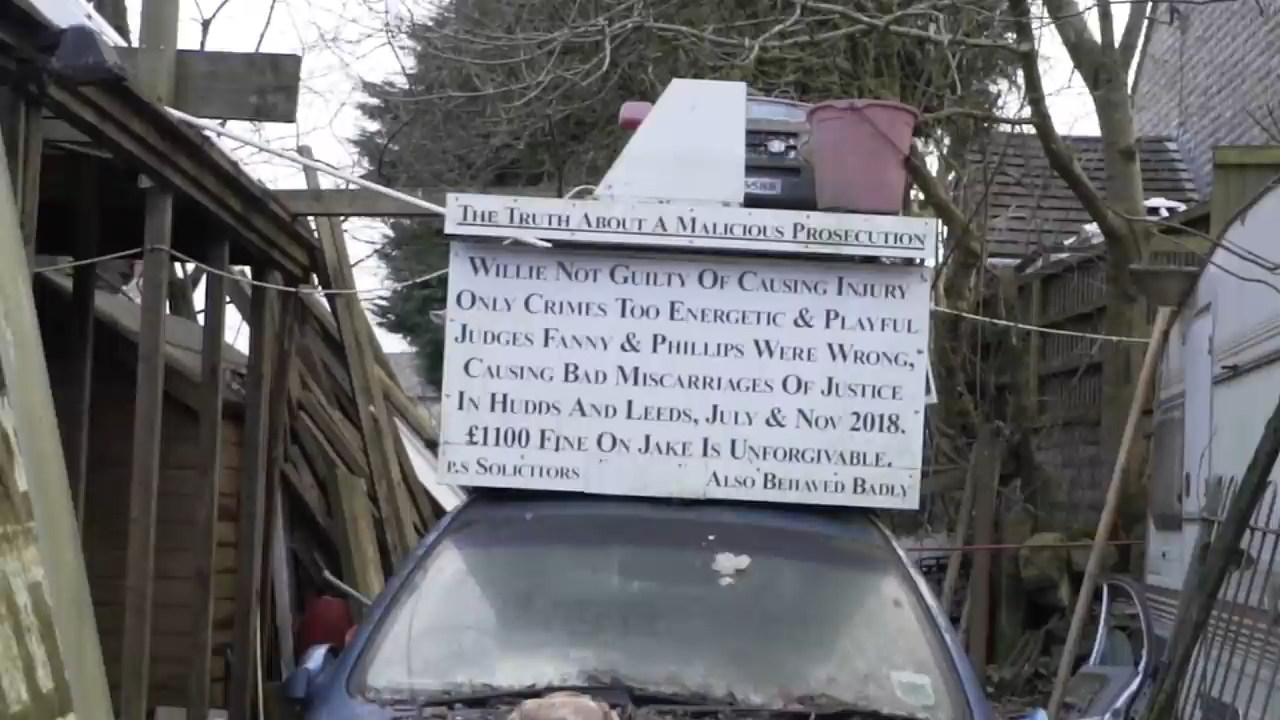 THE TRUTH ABOUT A MALICIOUS PROSECUTION
WILLIE NOT GUILTY OF CAUSING INJURY
ONLY CRIMES TOO ENERGETIC & PLAYFUL
JUDGES FANNY & PHILLIPS WERE WRONG,
CAUSING BAD MISCARRIAGES OF JUSTICE
IN HUDDS AND LEEDS, JULY & NOV 2018.
£1100 FINE ON JAKE IS UNFORGIVABLE.
P.S SOLICITORS ALSO BEHAVED BADLY